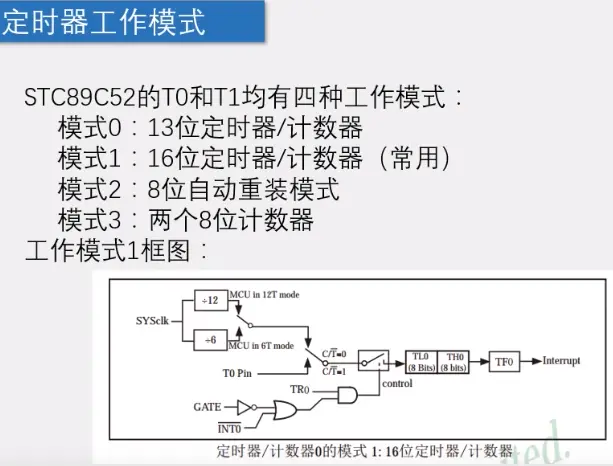 定时器工作模式
STC89C52的T0和T1均有四种工作模式：
模式0：13位定时器/计数器
模式1：16位定时器/计数器（常用）
模式2：8位自动重装模式
模式3：两个8位计数器
工作模式1框图：
÷12
MCU in 12T mode
SYSclk
÷6
MCU in 6T mode
C/T̅=0
C/T̅=1
T0 Pin
TL0
(8 Bits)
TH0
(8 bits)
TF0
Interrupt
control
TR0
GATE
I̅N̅T̅0̅
定时器/计数器0的模式 1: 16位定时器/计数器